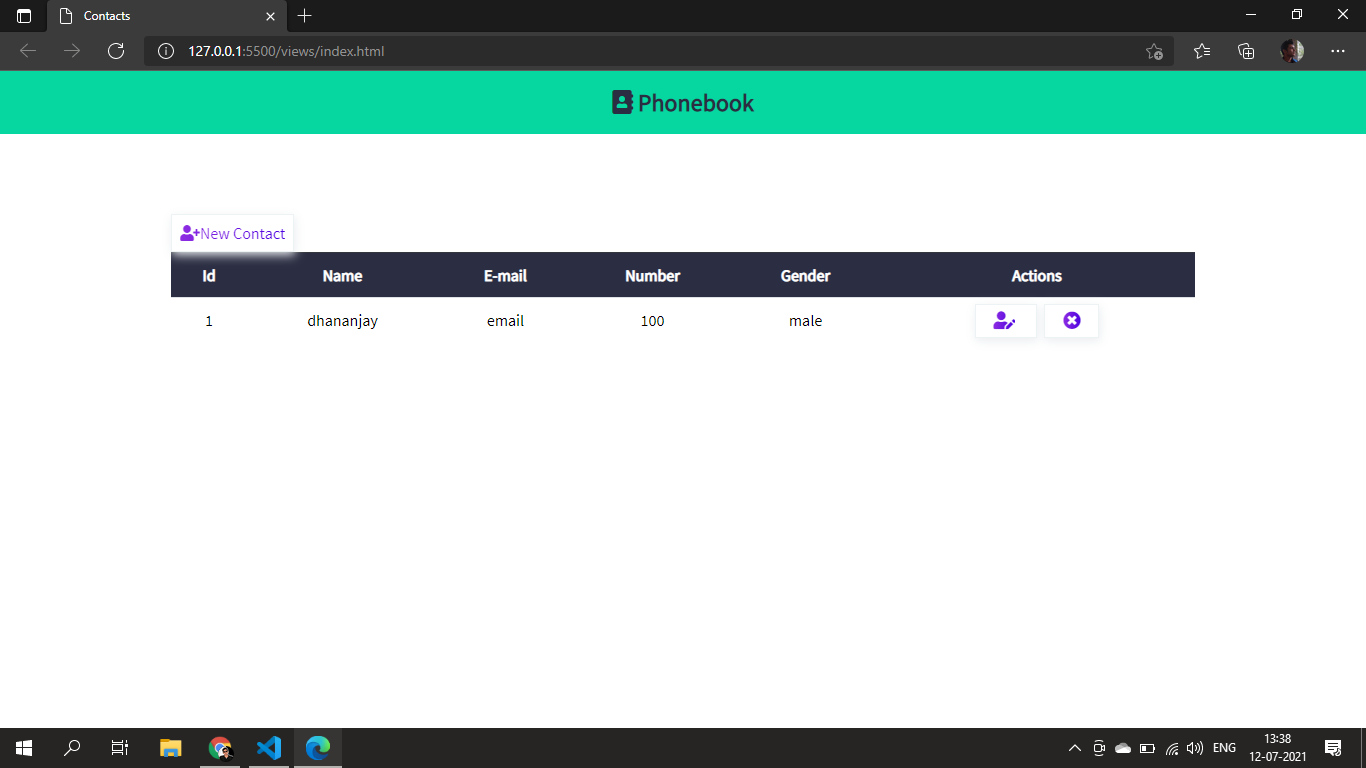 Contacts
127.0.0.1:5500/views/index.html
Phonebook
New Contact
Id Name E-mail Number Gender Actions
1 dhananjay email 100 male
ENG
13:38
12-07-2021